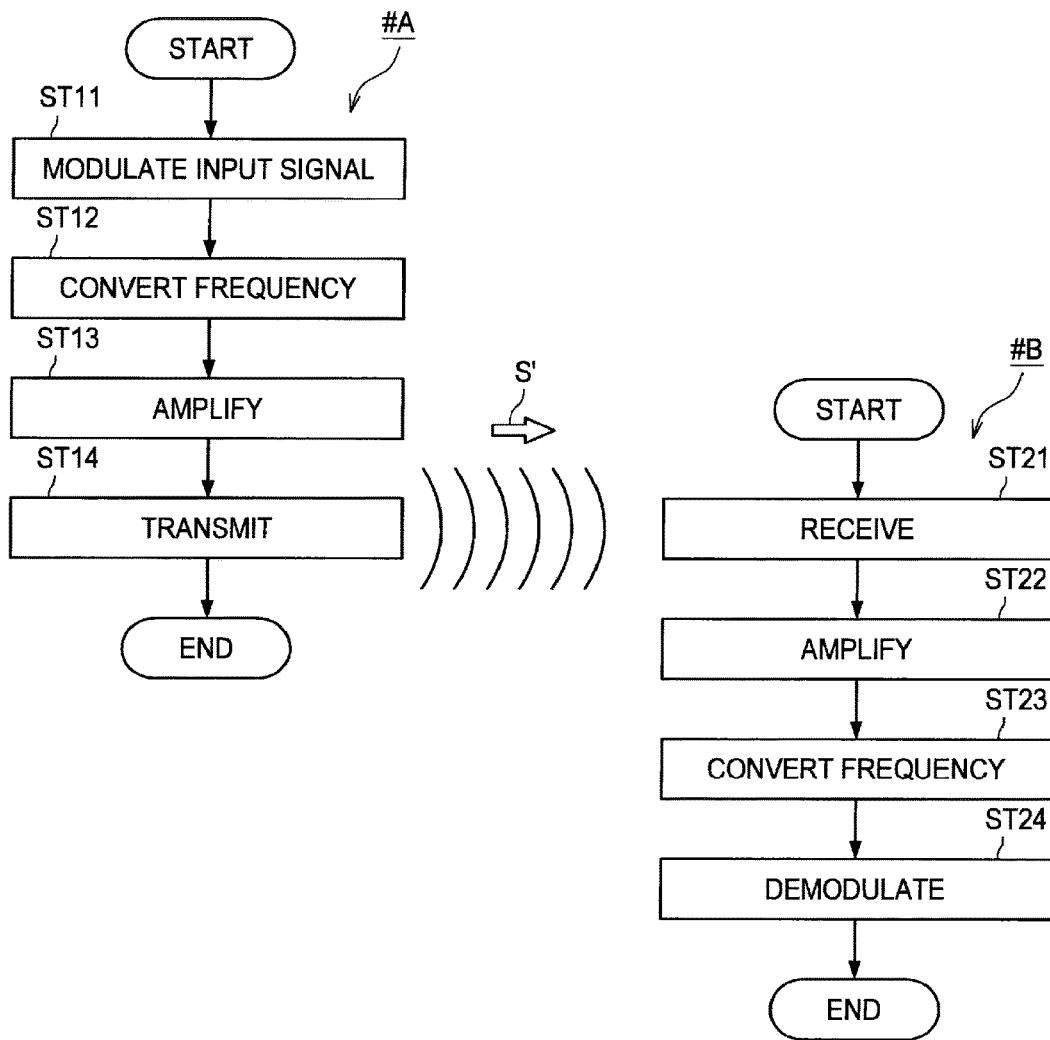 START
#A
ST11
MODULATE INPUT SIGNAL
ST12
CONVERT FREQUENCY
ST13
AMPLIFY
ST14
TRANSMIT
END
S'
#B
START
ST21
RECEIVE
ST22
AMPLIFY
ST23
CONVERT FREQUENCY
ST24
DEMODULATE
END